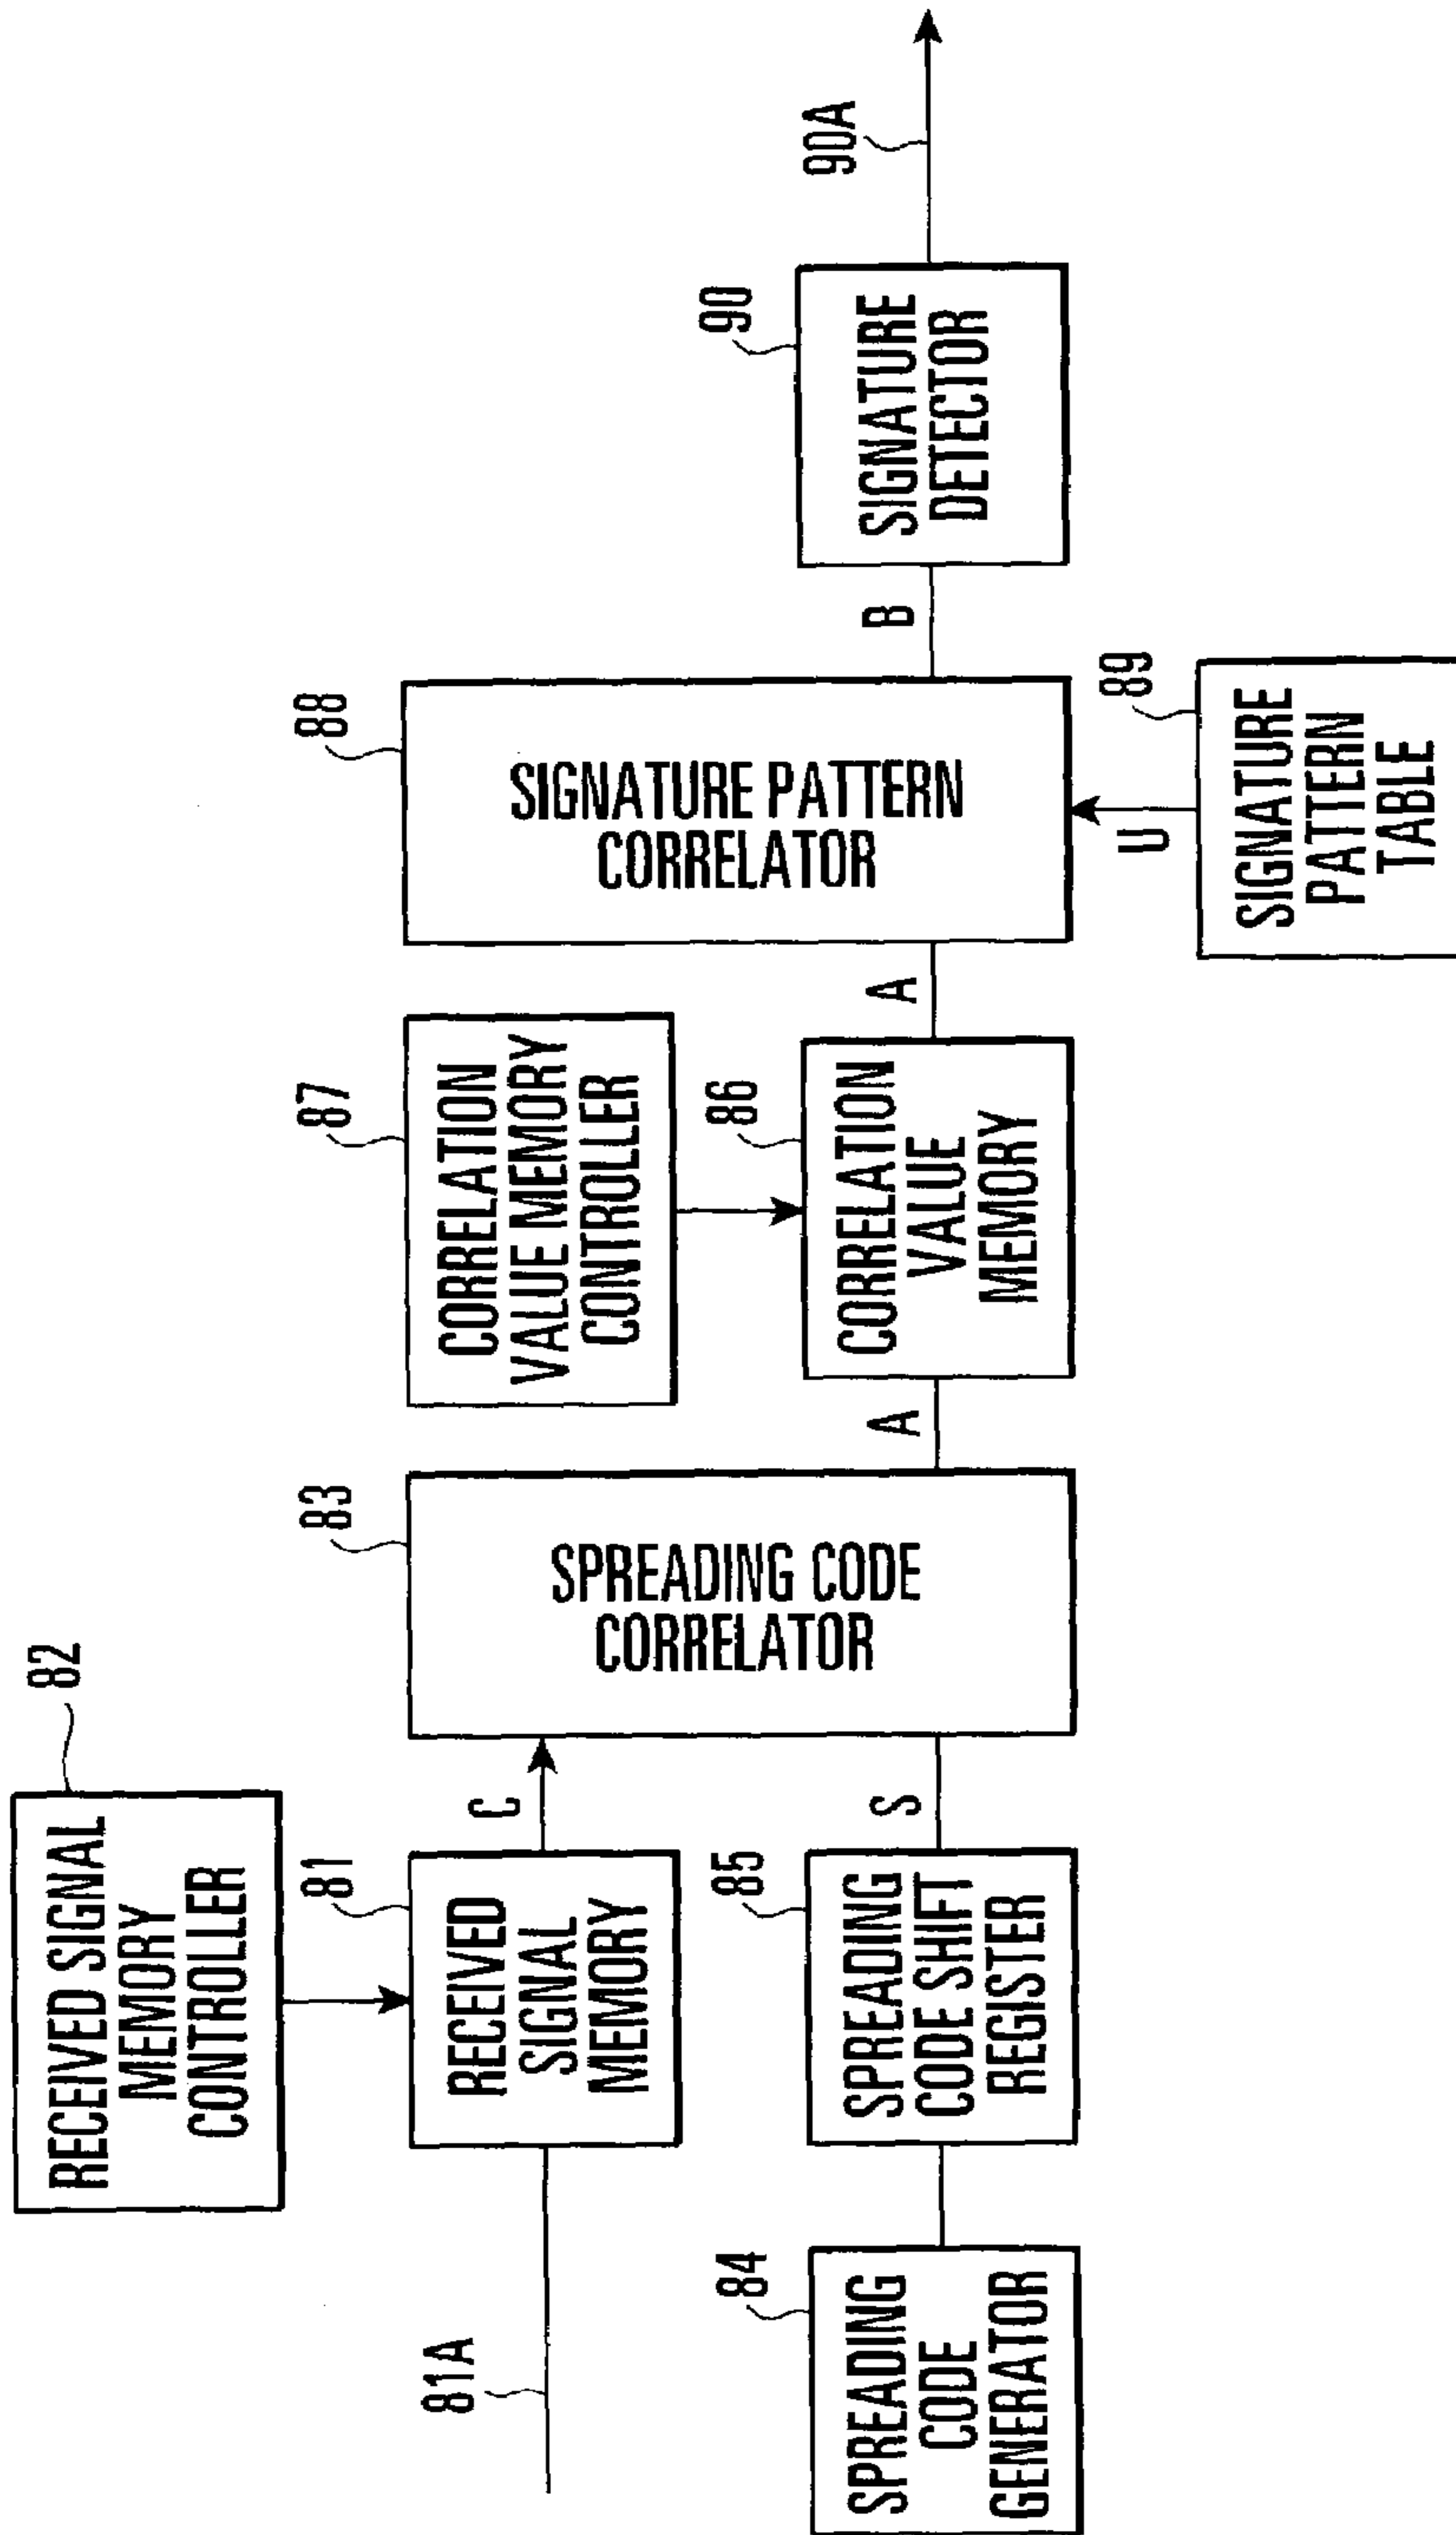 82
RECEIVED SIGNAL
MEMORY
CONTROLLER
81A
81
RECEIVED
SIGNAL
MEMORY
C
84
SPREADING
CODE
GENERATOR
85
SPREADING
CODE SHIFT
REGISTER
S
83
SPREADING CODE
CORRELATOR
A
87
CORRELATION
VALUE MEMORY
CONTROLLER
86
CORRELATION
VALUE
MEMORY
A
88
SIGNATURE PATTERN
CORRELATOR
U
89
SIGNATURE
PATTERN
TABLE
B
90
SIGNATURE
DETECTOR
90A